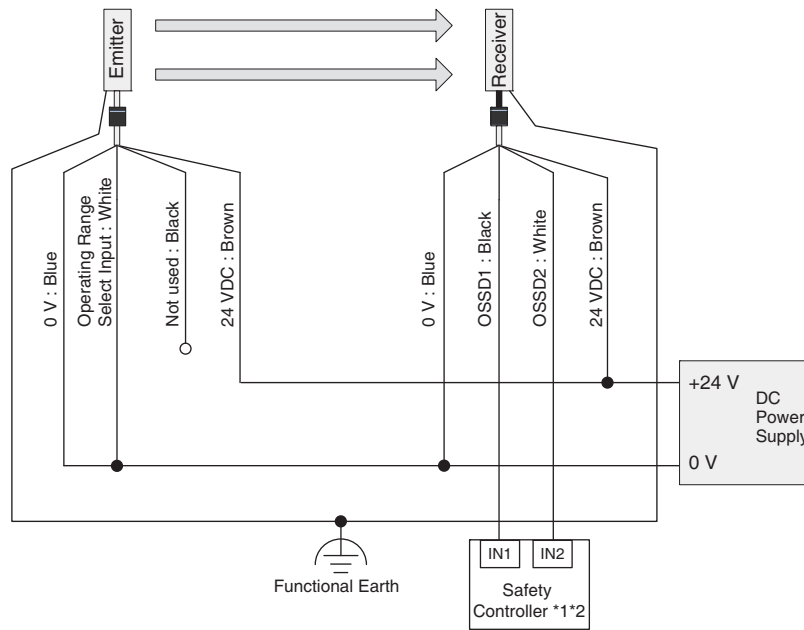 Emitter
Receiver
0 V : Blue
Operating Range
Select Input : White
Not used : Black
24 VDC : Brown
0 V : Blue
OSSD1 : Black
OSSD2 : White
24 VDC : Brown
+24 V
DC
Power
Supply
0 V
IN1
IN2
Functional Earth
Safety
Controller *1*2